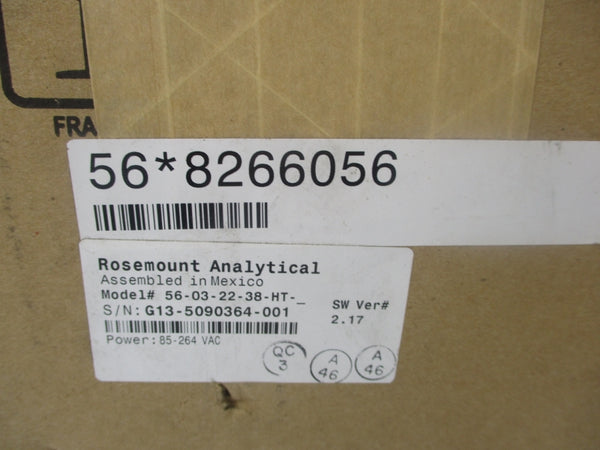 FRA
56*8266056
Rosemount Analytical
Assembled in Mexico
Model# 56-03-22-38-HT-_
SW Ver#
S/N: G13-5090364-001
2.17
Power: 85-264 VAC
QC
3
A
46
A
46